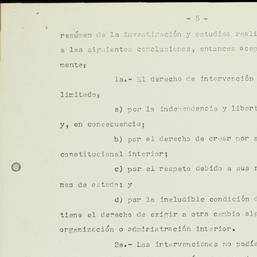 - 5 -
resúmen de la investigación y estudios reali
a las siguientes conclusiones, entonces acep
mente;
1a.- El derecho de intervención
limitado;
a) por la independencia y libert
y, en consecuencia;
b) por el derecho de crear por s
constitucional interior;
c) por el respeto debido a sus r
mes de estado; y
d) por la ineludible condición d
tiene el derecho de exigir a otra cambio alg
organización o administración interior.
2a.- Las intervenciones no podía